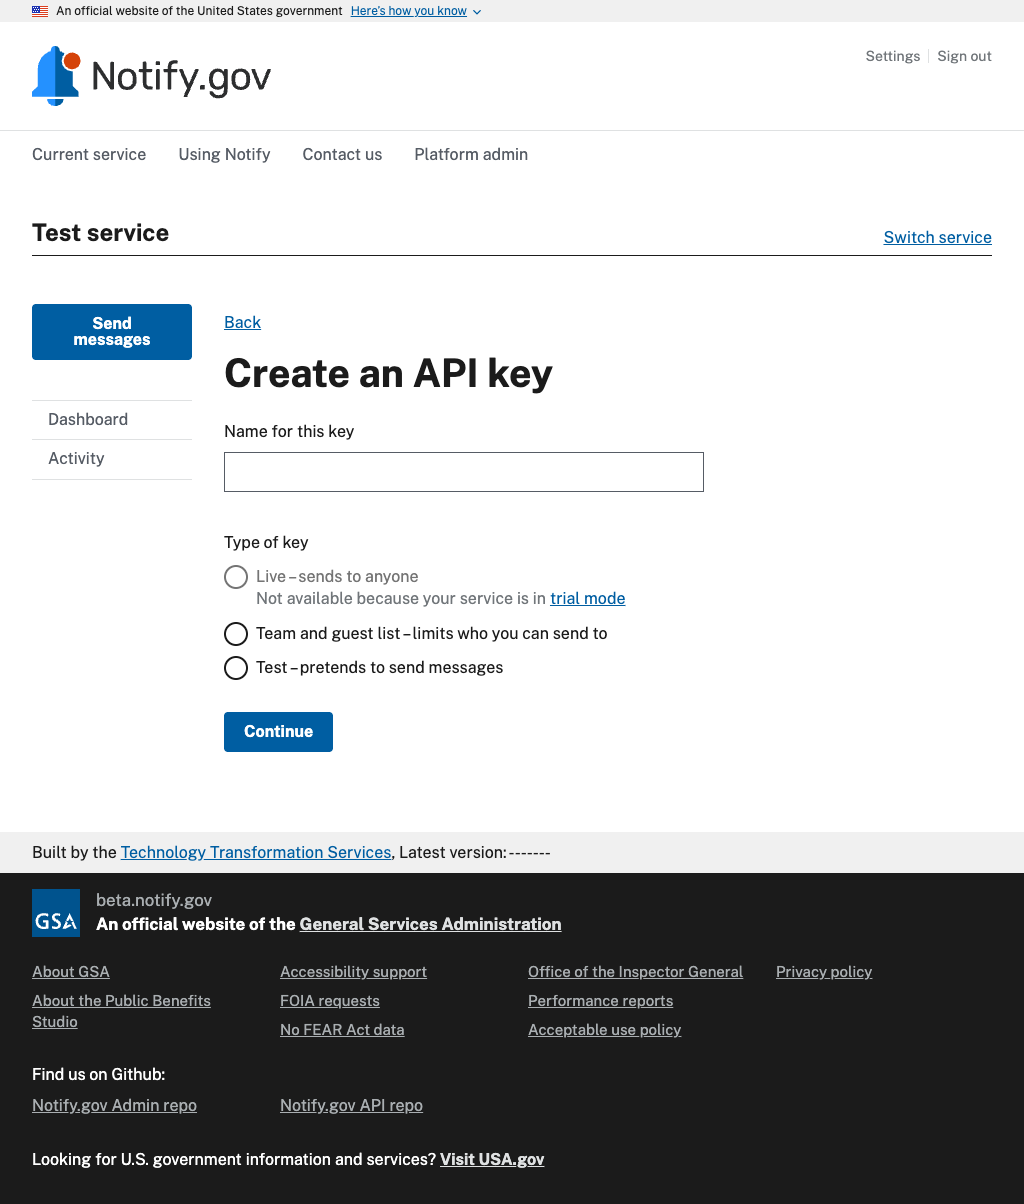 An official website of the United States government Here's how you know
Notify.gov
Settings Sign out
Current service Using Notify Contact us Platform admin
Test service
Switch service
Send
messages
Dashboard
Activity
Back
Create an API key
Name for this key
Type of key
Live – sends to anyone
Not available because your service is in trial mode
Team and guest list – limits who you can send to
Test – pretends to send messages
Continue
Built by the Technology Transformation Services, Latest version: -------
GSA
beta.notify.gov
An official website of the General Services Administration
About GSA
About the Public Benefits
Studio
Accessibility support
FOIA requests
No FEAR Act data
Office of the Inspector General
Performance reports
Acceptable use policy
Privacy policy
Find us on Github:
Notify.gov Admin repo
Notify.gov API repo
Looking for U.S. government information and services? Visit USA.gov